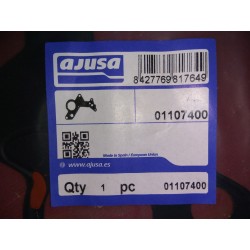 ajusa
8427769817649
01107400
Made in Spain / European Union
www.ajusa.es
Qty 1 pc 01107400